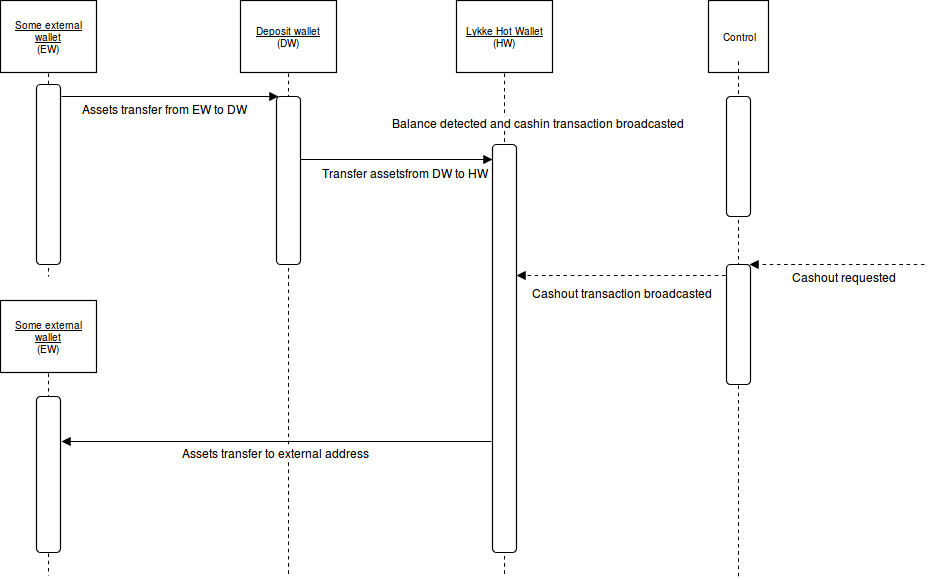 Some external
wallet
(EW)
Deposit wallet
(DW)
Lykke Hot Wallet
(HW)
Control
Assets transfer from EW to DW
Balance detected and cashin transaction broadcasted
Transfer assetsfrom DW to HW
Cashout requested
Cashout transaction broadcasted
Some external
wallet
(EW)
Assets transfer to external address